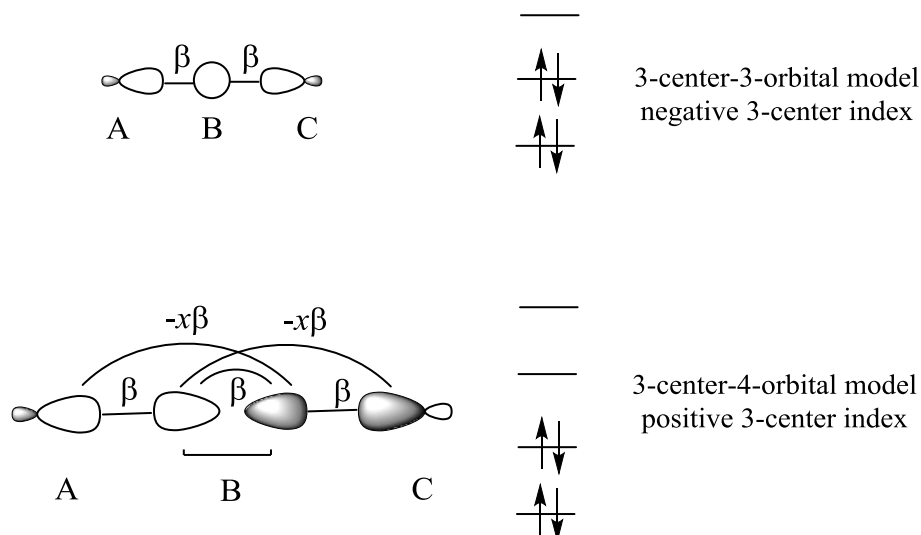 β β
A B C
3-center-3-orbital model
negative 3-center index
-xβ -xβ
β β β
A B C
3-center-4-orbital model
positive 3-center index